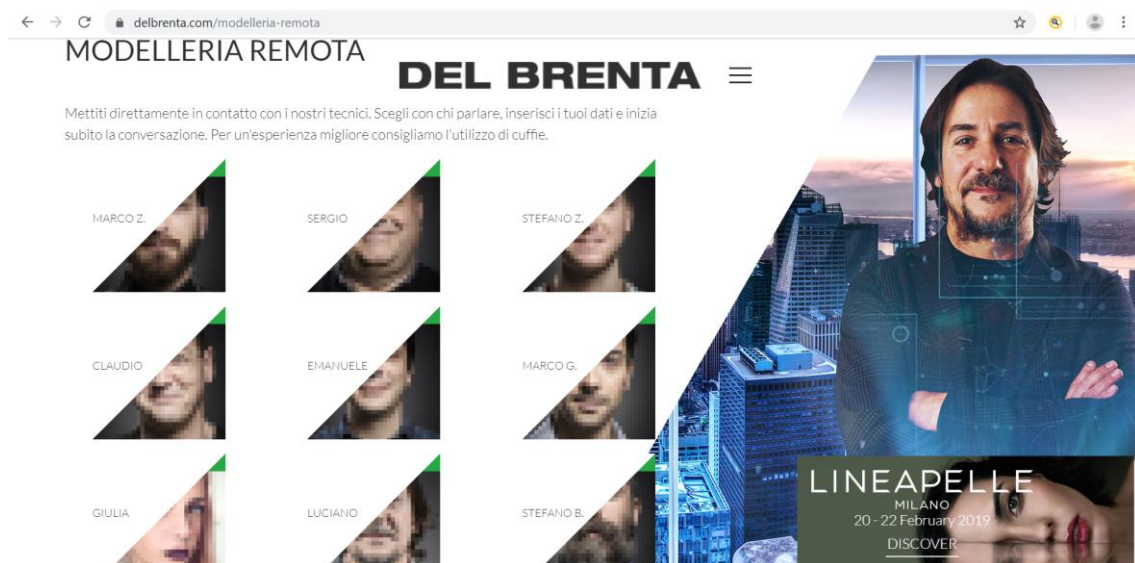 delbrenta.com/modelleria-remota
MODELLERIA REMOTA
DEL BRENTA
Mettiti direttamente in contatto con i nostri tecnici. Scegli con chi parlare, inserisci i tuoi dati e inizia
subito la conversazione. Per un'esperienza migliore consigliamo l'utilizzo di cuffie.
MARCO Z.
SERGIO
STEFANO Z.
CLAUDIO
EMANUELE
MARCO G.
GIULIA
LUCIANO
STEFANO B.
LINEAPELLE
MILANO
20 - 22 February 2019
DISCOVER